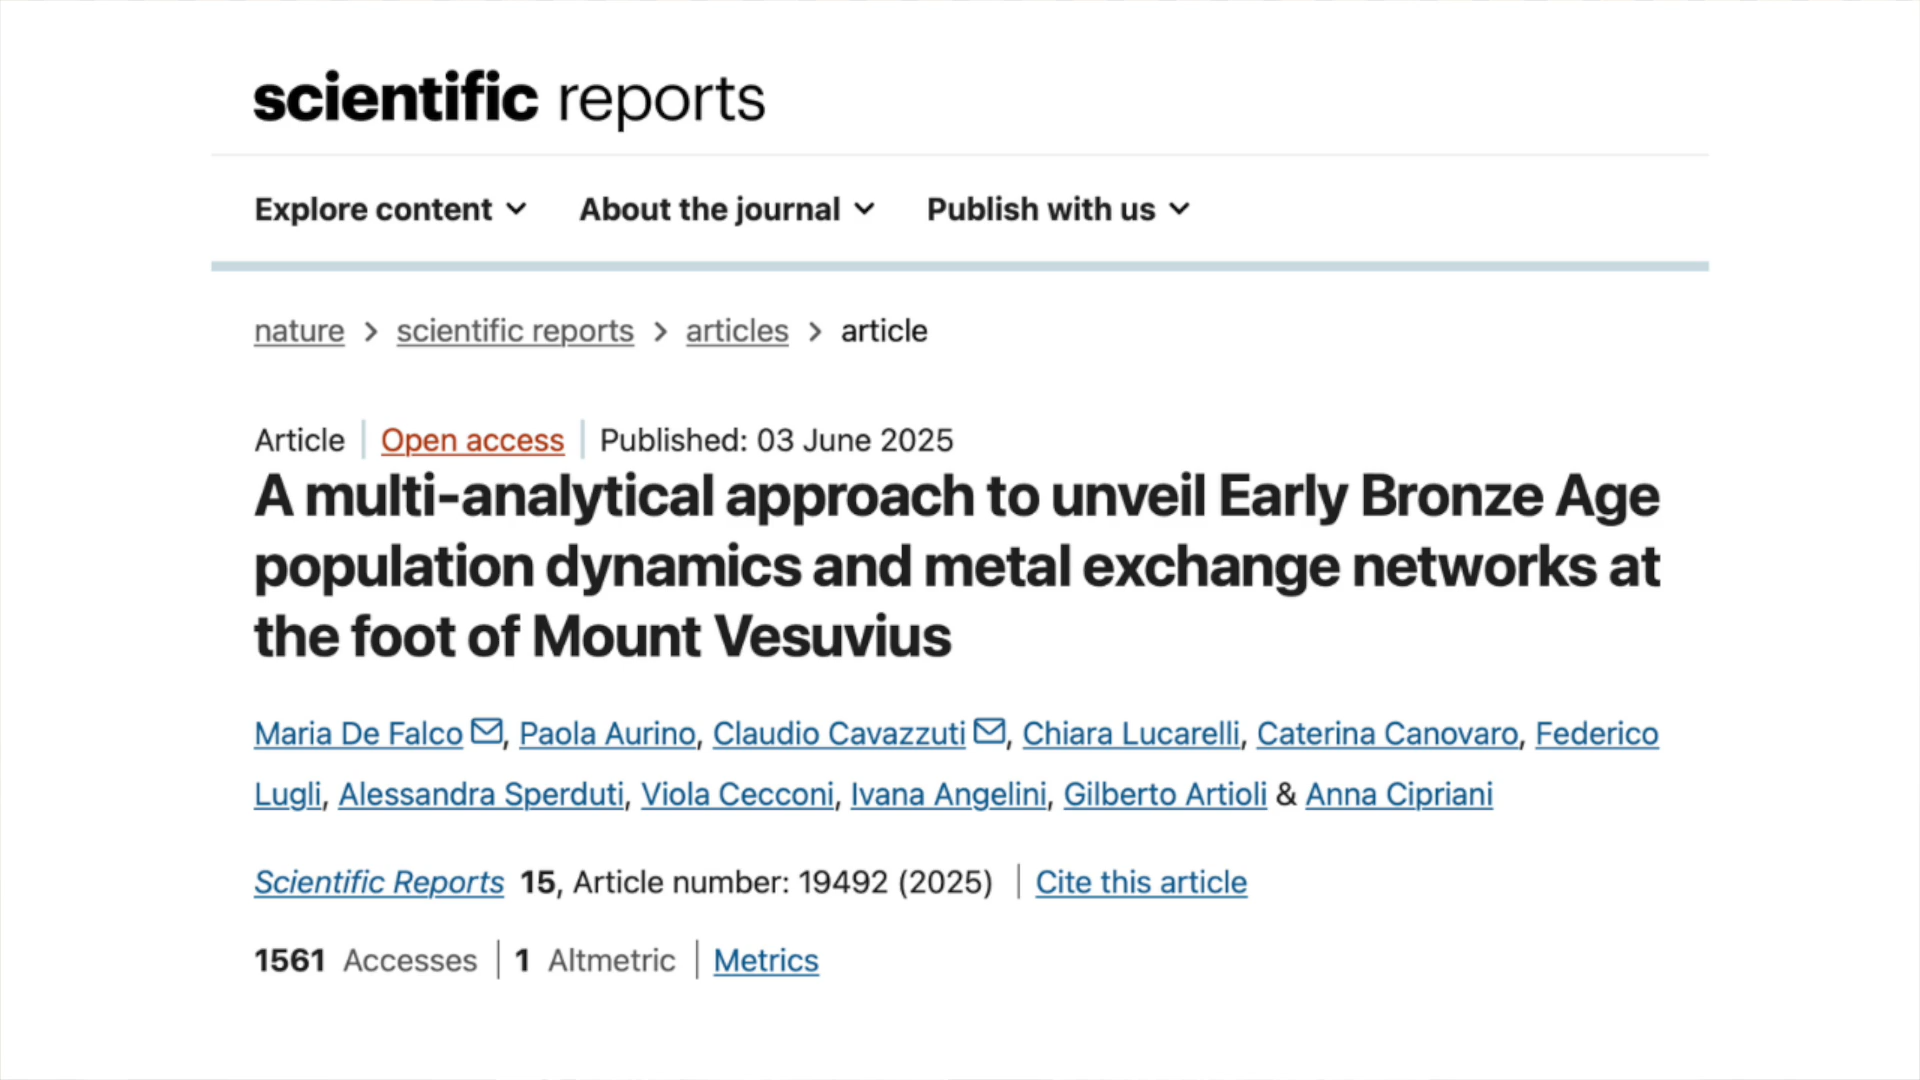 scientific reports
Explore content About the journal Publish with us
nature > scientific reports > articles > article
Article | Open access | Published: 03 June 2025
A multi-analytical approach to unveil Early Bronze Age
population dynamics and metal exchange networks at
the foot of Mount Vesuvius
Maria De Falco, Paola Aurino, Claudio Cavazzuti, Chiara Lucarelli, Caterina Canovaro, Federico
Lugli, Alessandra Sperduti, Viola Cecconi, Ivana Angelini, Gilberto Artioli & Anna Cipriani
Scientific Reports 15, Article number: 19492 (2025) | Cite this article
1561 Accesses | 1 Altmetric | Metrics